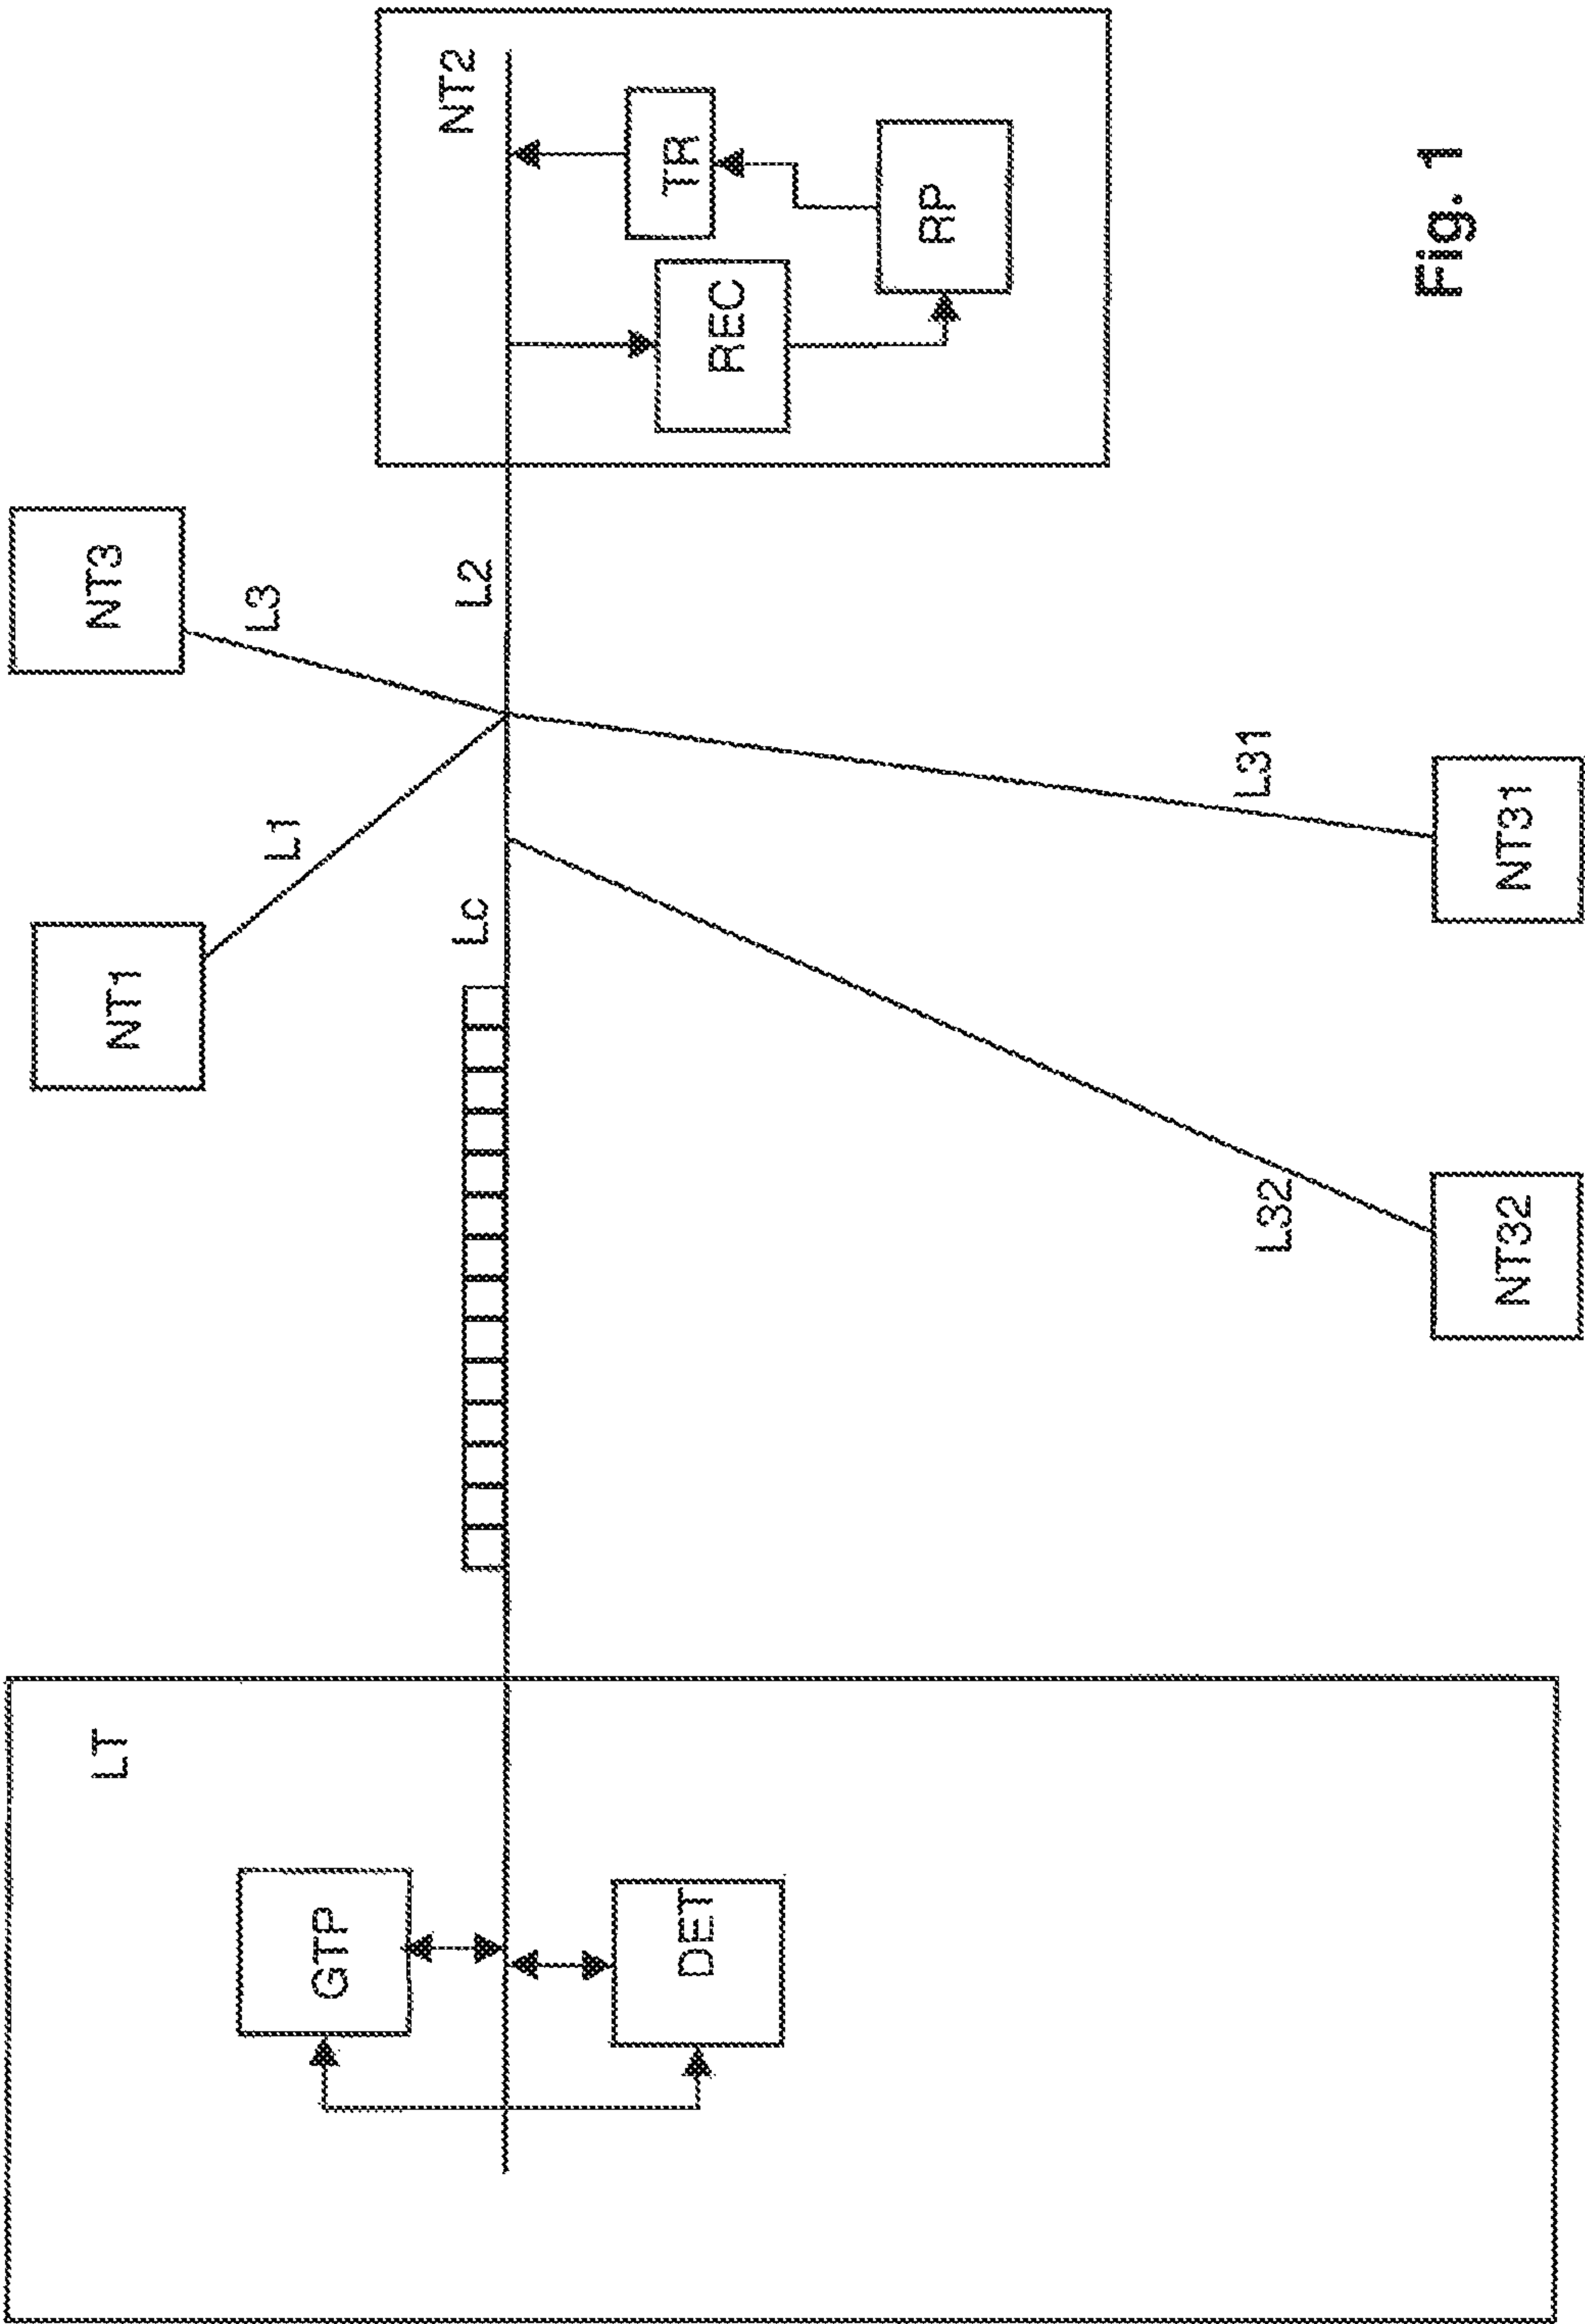 LT
GTP
DET
Lc
NT1
L1
NT3
L3
L2
NT2
REC
TR
RP
L32
NT32
L31
NT31
Fig. 1